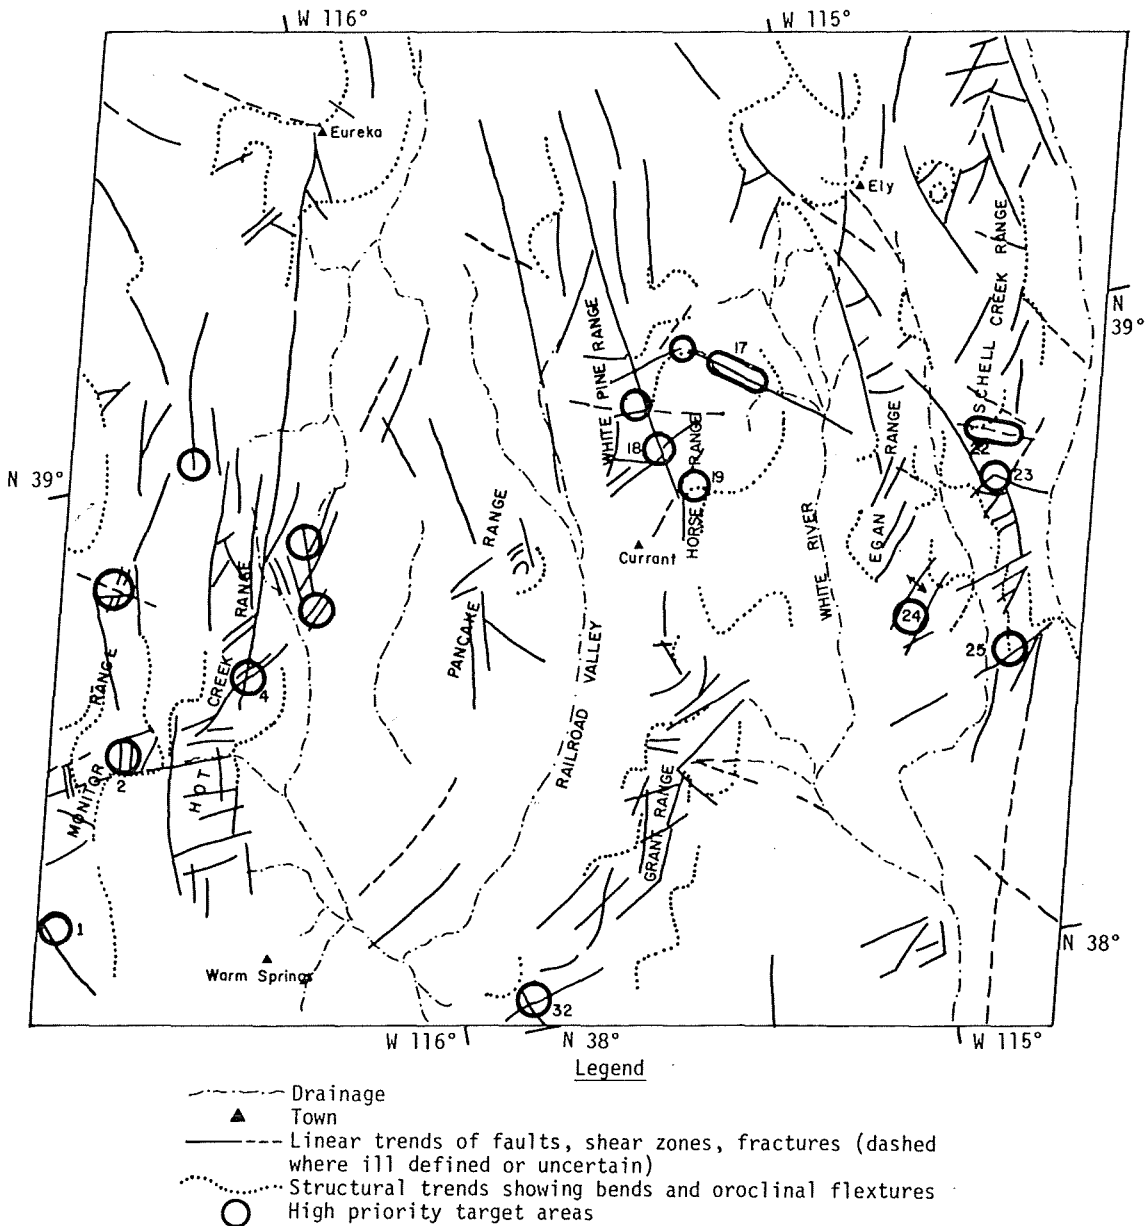 W 116°
W 115°
Eureka
Ely
N
39°
SCHELL CREEK RANGE
WHITE PINE RANGE
17
18
19
HORSE RANGE
22
23
N 39°
EGAN RANGE
Currant
WHITE RIVER
PANCAKE RANGE
24
25
RAILROAD VALLEY
HOT CREEK RANGE
4
MONITOR RANGE
2
GRANT RANGE
1
Warm Springs
N 38°
32
W 116°
N 38°
W 115°
Legend
Drainage
Town
Linear trends of faults, shear zones, fractures (dashed
where ill defined or uncertain)
Structural trends showing bends and oroclinal flextures
High priority target areas